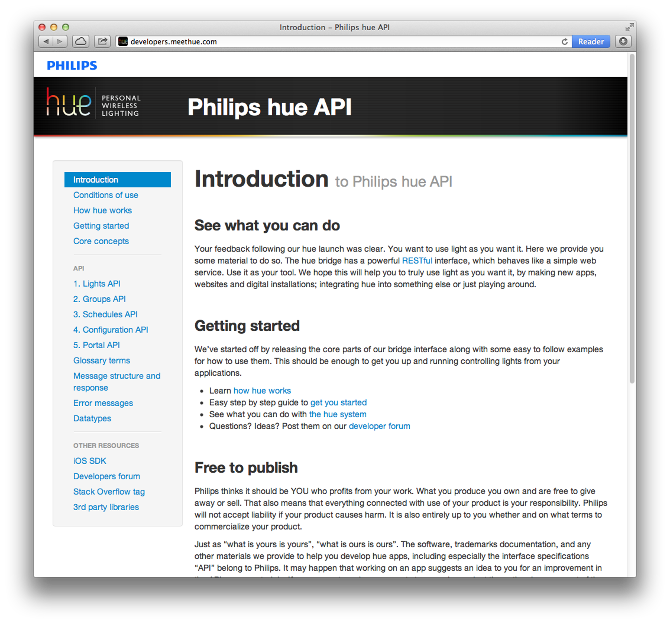 Introduction – Philips hue API
developers.meethue.com
Reader
PHILIPS
hue
PERSONAL
WIRELESS
LIGHTING
Philips hue API
Introduction
Conditions of use
How hue works
Getting started
Core concepts
API
1. Lights API
2. Groups API
3. Schedules API
4. Configuration API
5. Portal API
Glossary terms
Message structure and
response
Error messages
Datatypes
OTHER RESOURCES
iOS SDK
Developers forum
Stack Overflow tag
3rd party libraries
Introduction to Philips hue API
See what you can do
Your feedback following our hue launch was clear. You want to use light as you want it. Here we provide you
some material to do so. The hue bridge has a powerful RESTful interface, which behaves like a simple web
service. Use it as your tool. We hope this will help you to truly use light as you want it, by making new apps,
websites and digital installations; integrating hue into something else or just playing around.
Getting started
We've started off by releasing the core parts of our bridge interface along with some easy to follow examples
for how to use them. This should be enough to get you up and running controlling lights from your
applications.
• Learn how hue works
• Easy step by step guide to get you started
• See what you can do with the hue system
• Questions? Ideas? Post them on our developer forum
Free to publish
Philips thinks it should be YOU who profits from your work. What you produce you own and are free to give
away or sell. That also means that everything connected with use of your product is your responsibility. Philips
will not accept liability if your product causes harm. It is also entirely up to you whether and on what terms to
commercialize your product.
Just as "what is yours is yours", "what is ours is ours". The software, trademarks documentation, and any
other materials we provide to help you develop hue apps, including especially the interface specifications
"API" belong to Philips. It may happen that working on an app suggests an idea to you for an improvement in